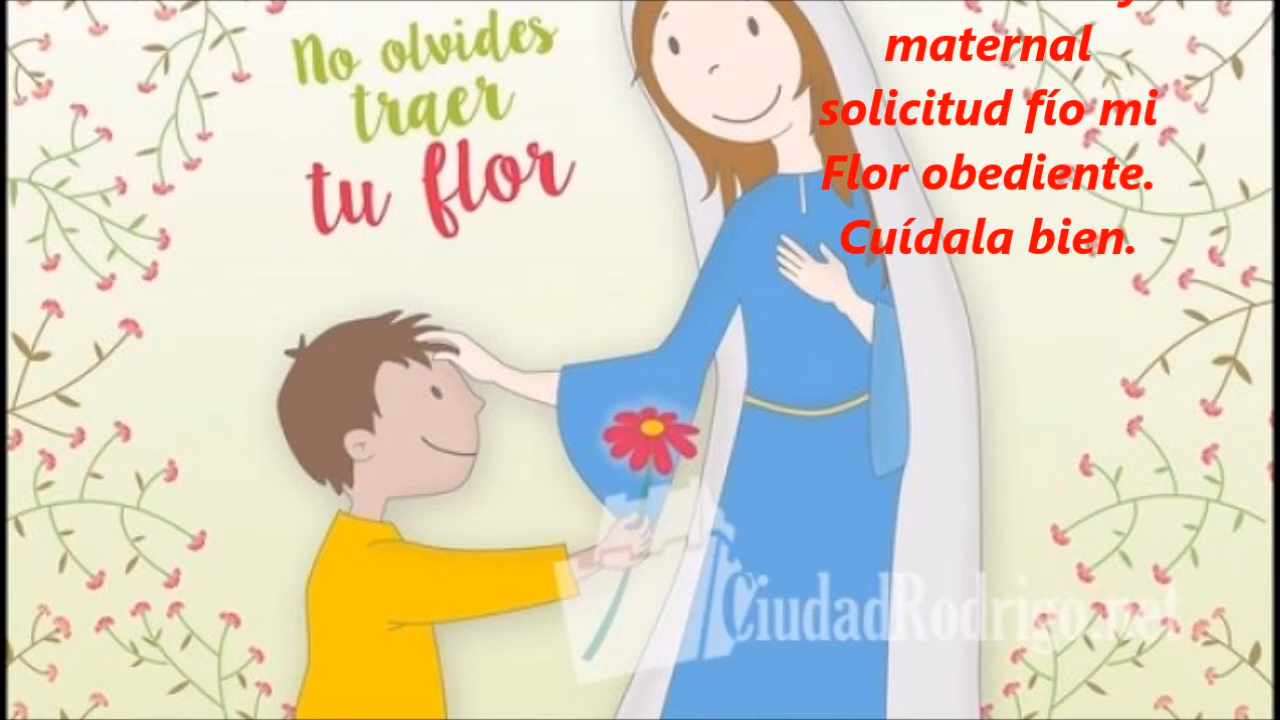 No olvides
traer
tu flor
maternal
solicitud fío mi
Flor obediente.
Cuídala bien.
CiudadRodrigo.net